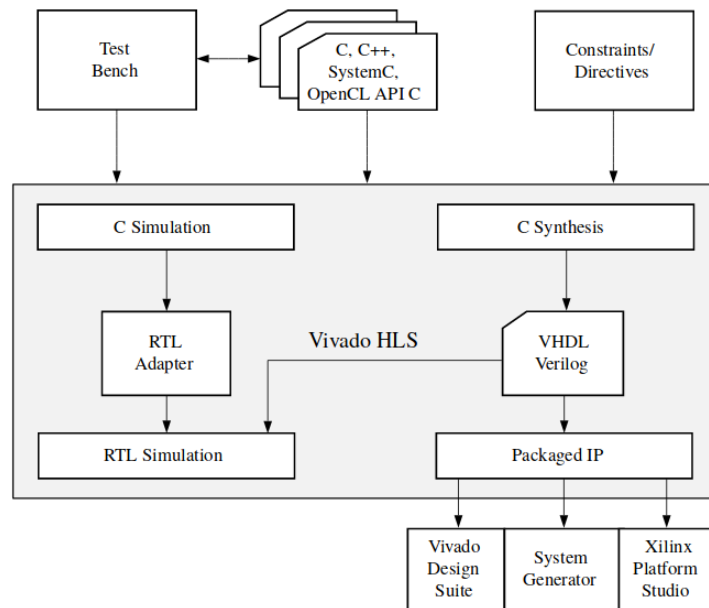 Test
Bench
C, C++,
SystemC,
OpenCL API C
Constraints/
Directives
C Simulation
C Synthesis
RTL
Adapter
Vivado HLS
VHDL
Verilog
RTL Simulation
Packaged IP
Vivado
Design
Suite
System
Generator
Xilinx
Platform
Studio